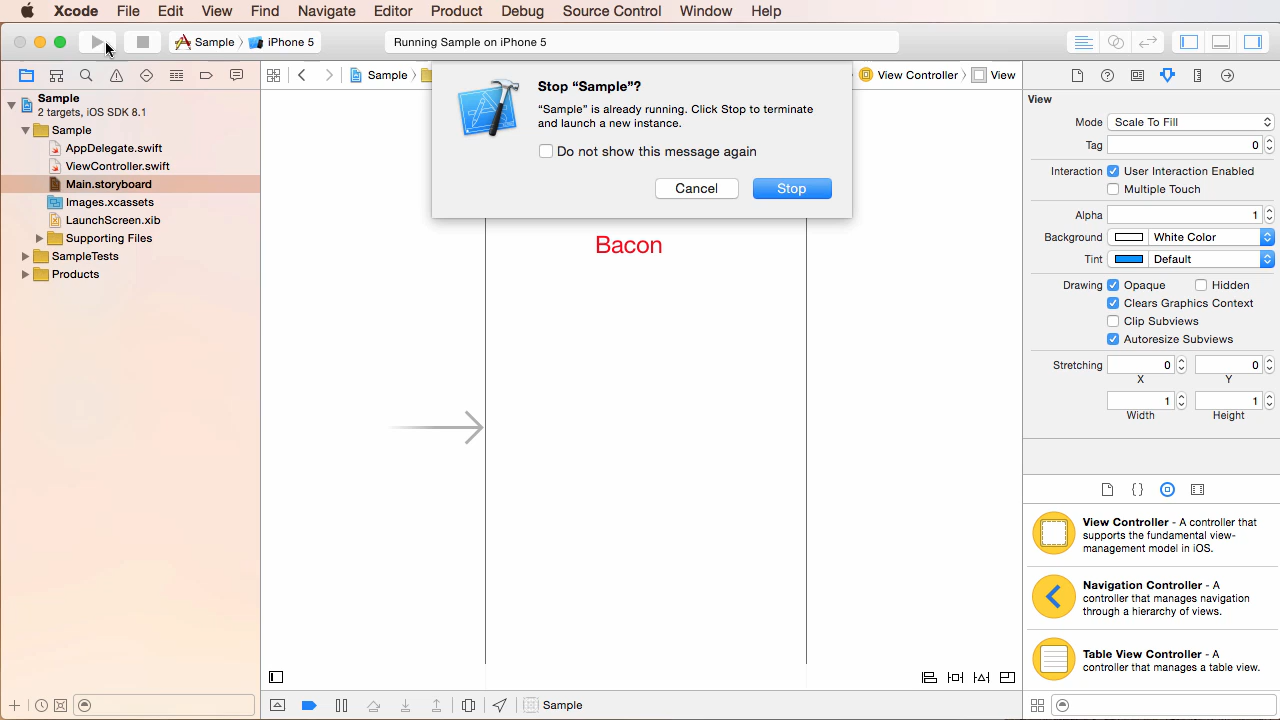 Xcode File Edit View Find Navigate Editor Product Debug Source Control Window Help
Sample iPhone 5
Running Sample on iPhone 5
Sample
View Controller
View
Sample
2 targets, iOS SDK 8.1
Sample
AppDelegate.swift
ViewController.swift
Main.storyboard
Images.xcassets
LaunchScreen.xib
Supporting Files
SampleTests
Products
Stop “Sample”?
“Sample” is already running. Click Stop to terminate
and launch a new instance.
Do not show this message again
Cancel Stop
Bacon
Sample
View
Mode Scale To Fill
Tag 0
Interaction User Interaction Enabled
Multiple Touch
Alpha 1
Background White Color
Tint Default
Drawing Opaque Hidden
Clears Graphics Context
Clip Subviews
Autoresize Subviews
Stretching 0 0
X Y
1 1
Width Height
View Controller - A controller that
supports the fundamental view-
management model in iOS.
Navigation Controller - A
controller that manages navigation
through a hierarchy of views.
Table View Controller - A
controller that manages a table view.